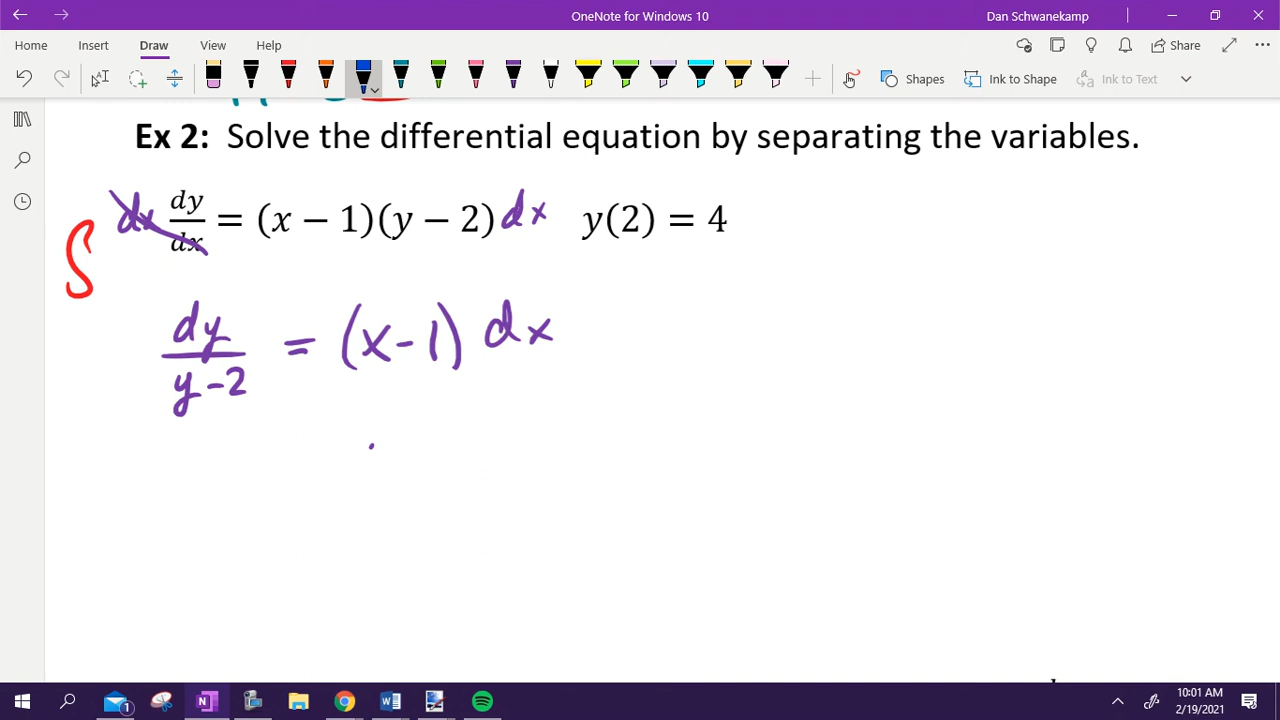 OneNote for Windows 10
Dan Schwanekamp
Home Insert Draw View Help
Share
Shapes Ink to Shape Ink to Text
Ex 2: Solve the differential equation by separating the variables.
dx dy/dx = (x − 1)(y − 2) dx y(2) = 4
∫
dy/y-2 = (x-1) dx
10:01 AM
2/19/2021